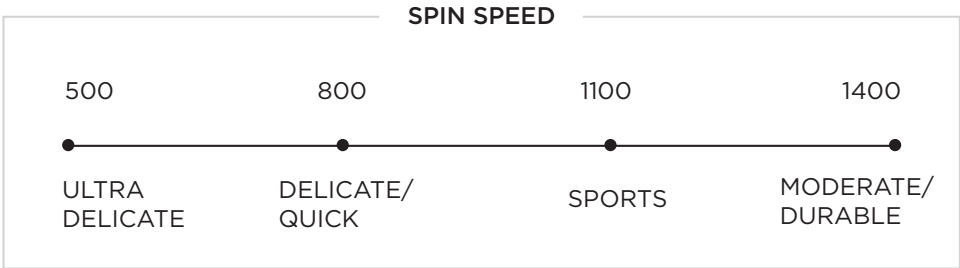 SPIN SPEED
500 800 1100 1400
ULTRA
DELICATE
DELICATE/
QUICK
SPORTS
MODERATE/
DURABLE